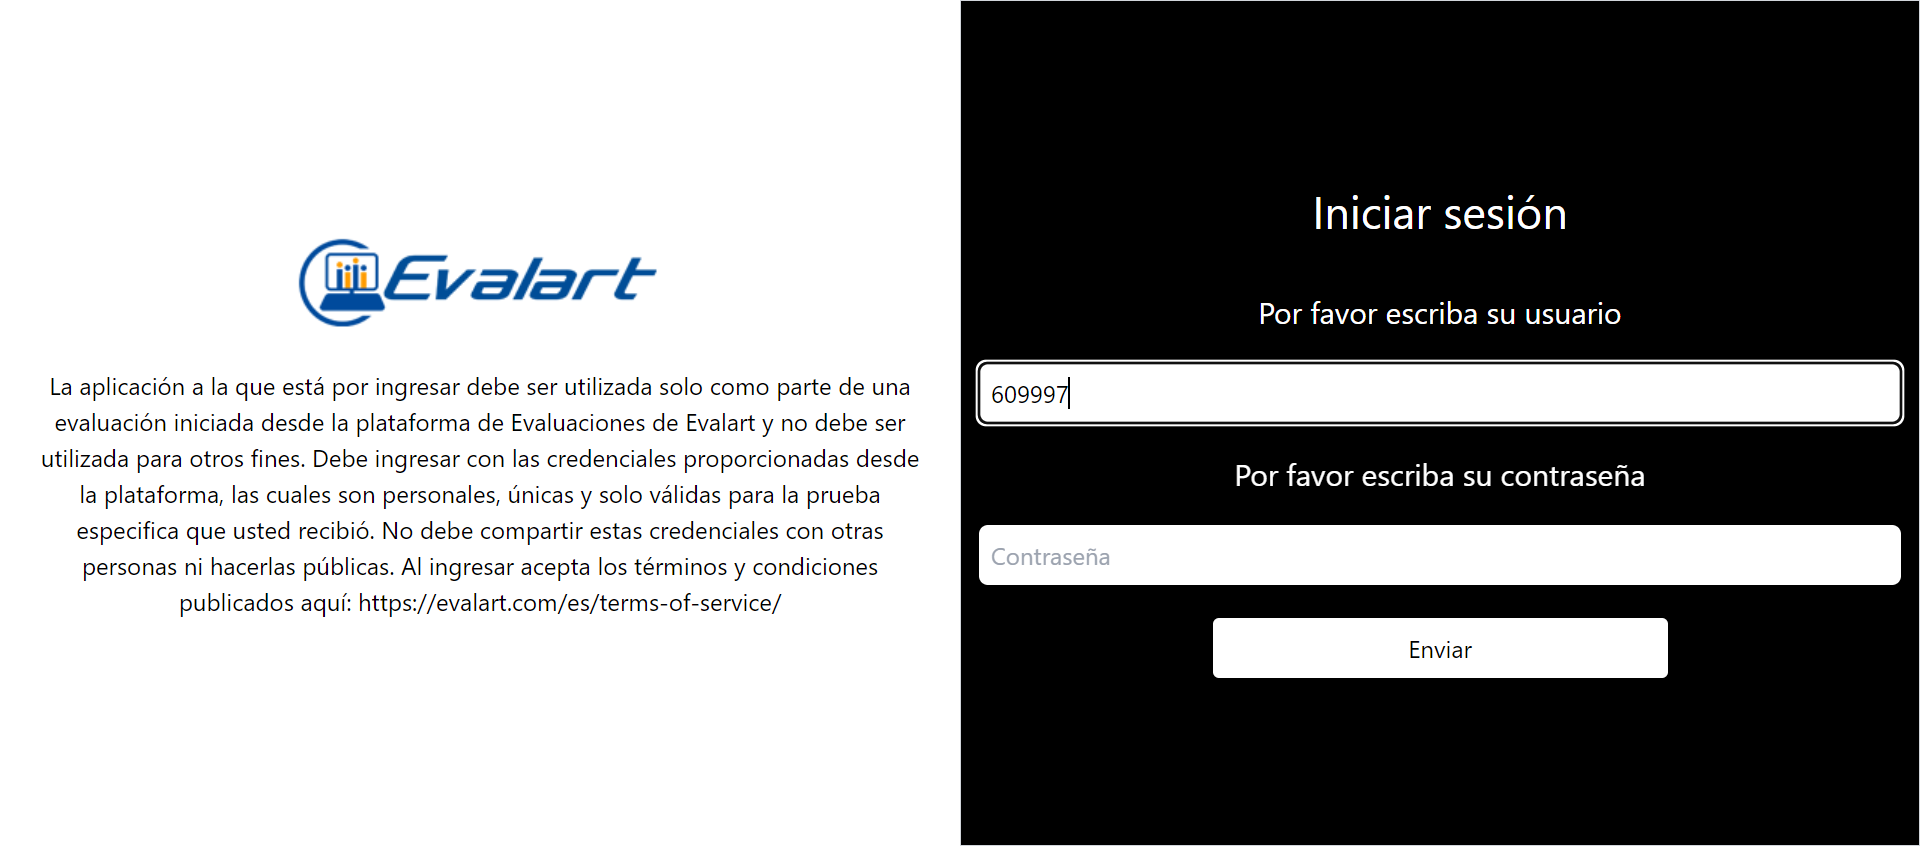 Evalart
La aplicación a la que está por ingresar debe ser utilizada solo como parte de una
evaluación iniciada desde la plataforma de Evaluaciones de Evalart y no debe ser
utilizada para otros fines. Debe ingresar con las credenciales proporcionadas desde
la plataforma, las cuales son personales, únicas y solo válidas para la prueba
especifica que usted recibió. No debe compartir estas credenciales con otras
personas ni hacerlas públicas. Al ingresar acepta los términos y condiciones
publicados aquí: https://evalart.com/es/terms-of-service/
Iniciar sesión
Por favor escriba su usuario
609997
Por favor escriba su contraseña
Contraseña
Enviar